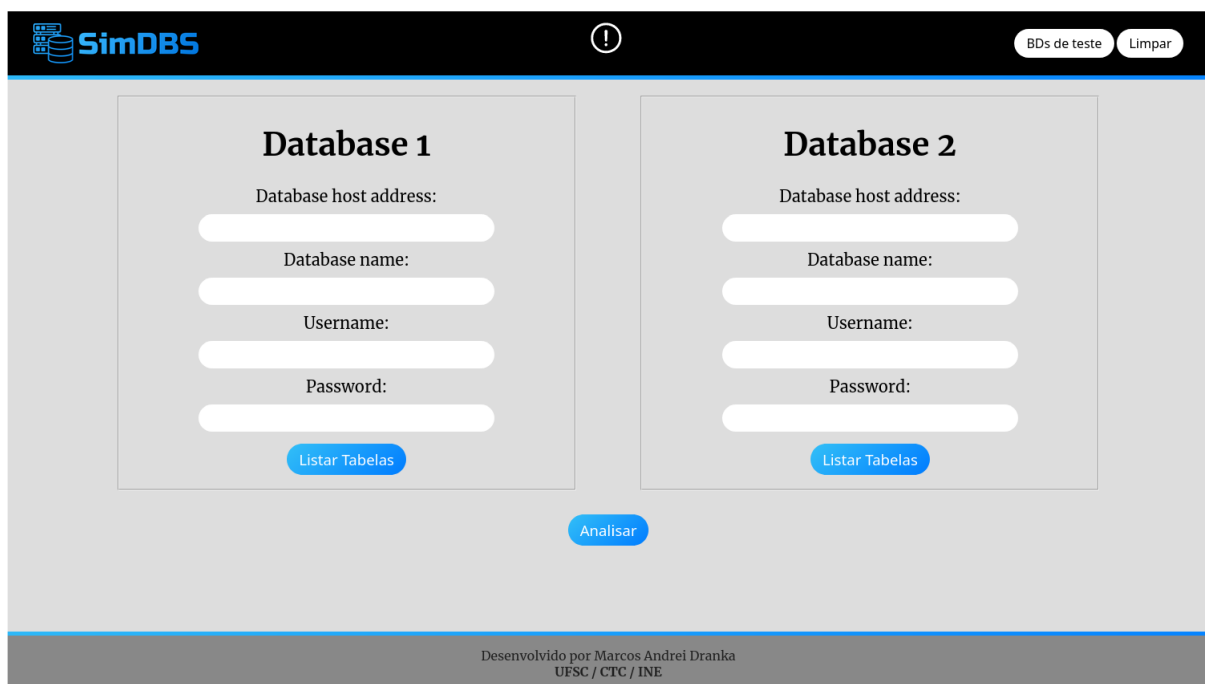 SimDBS
!
BDs de teste
Limpar
Database 1
Database host address:
Database name:
Username:
Password:
Listar Tabelas
Database 2
Database host address:
Database name:
Username:
Password:
Listar Tabelas
Analisar
Desenvolvido por Marcos Andrei Dranka
UFSC / CTC / INE